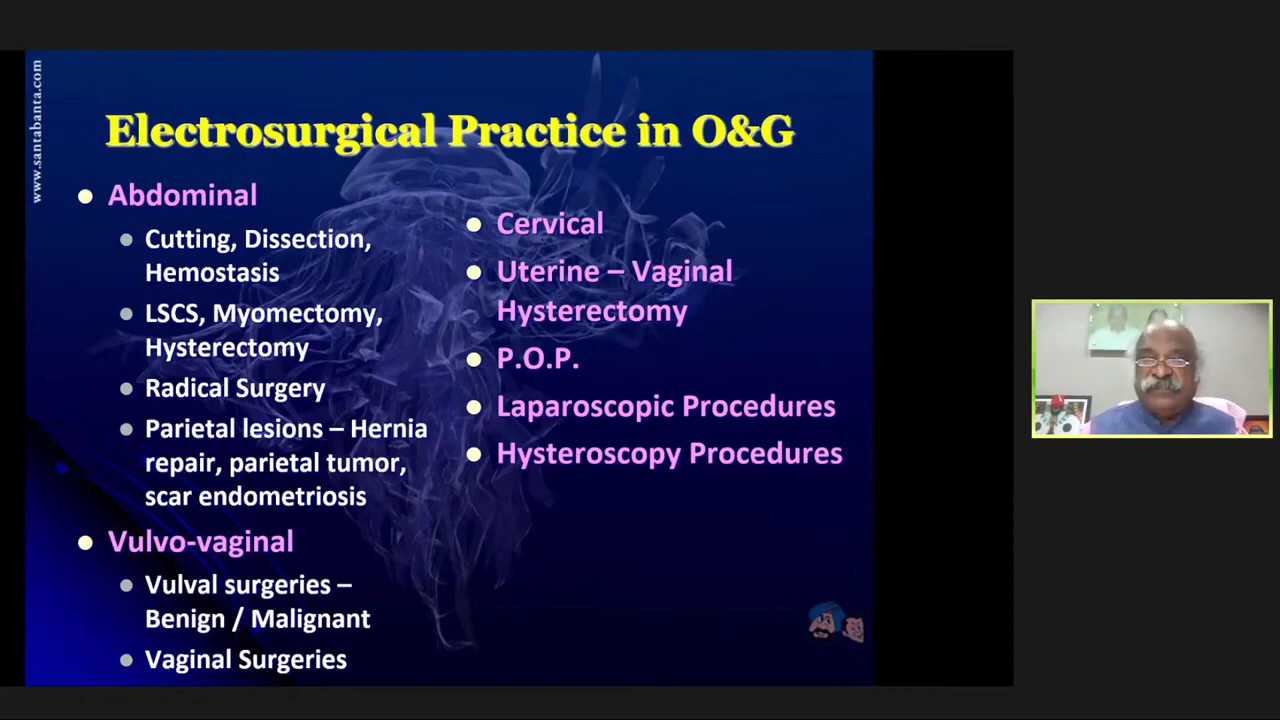 www.santabanta.com
Electrosurgical Practice in O&G
Abdominal
Cutting, Dissection,
Hemostasis
LSCS, Myomectomy,
Hysterectomy
Radical Surgery
Parietal lesions – Hernia
repair, parietal tumor,
scar endometriosis
Vulvo-vaginal
Vulval surgeries –
Benign / Malignant
Vaginal Surgeries
Cervical
Uterine – Vaginal
Hysterectomy
P.O.P.
Laparoscopic Procedures
Hysteroscopy Procedures